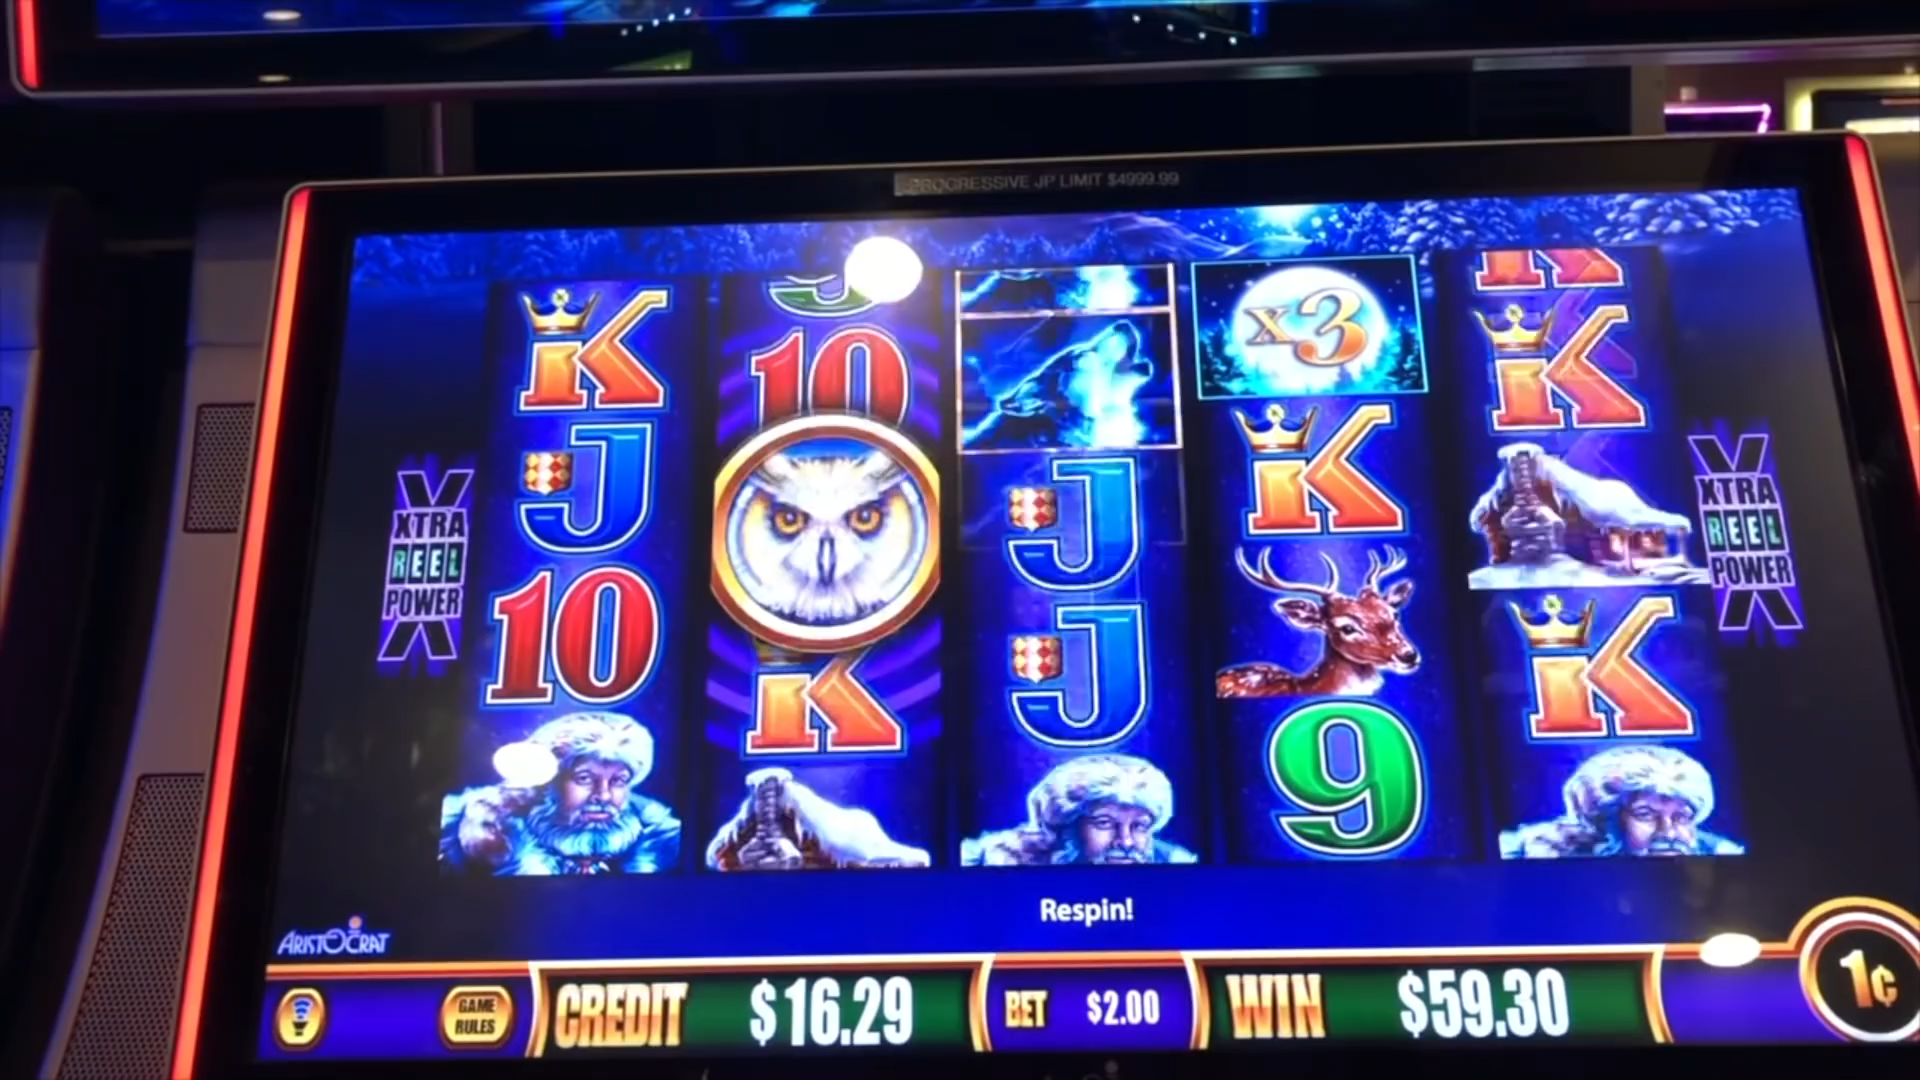 PROGRESSIVE JP LIMIT $4999.99
K
J
10
J
10
K
J
J
x3
K
9
K
K
K
XTRA
REEL
POWER
XTRA
REEL
POWER
Respin!
ARISTOCRAT
GAME
RULES
CREDIT $16.29
BET $2.00
WIN $59.30
1¢